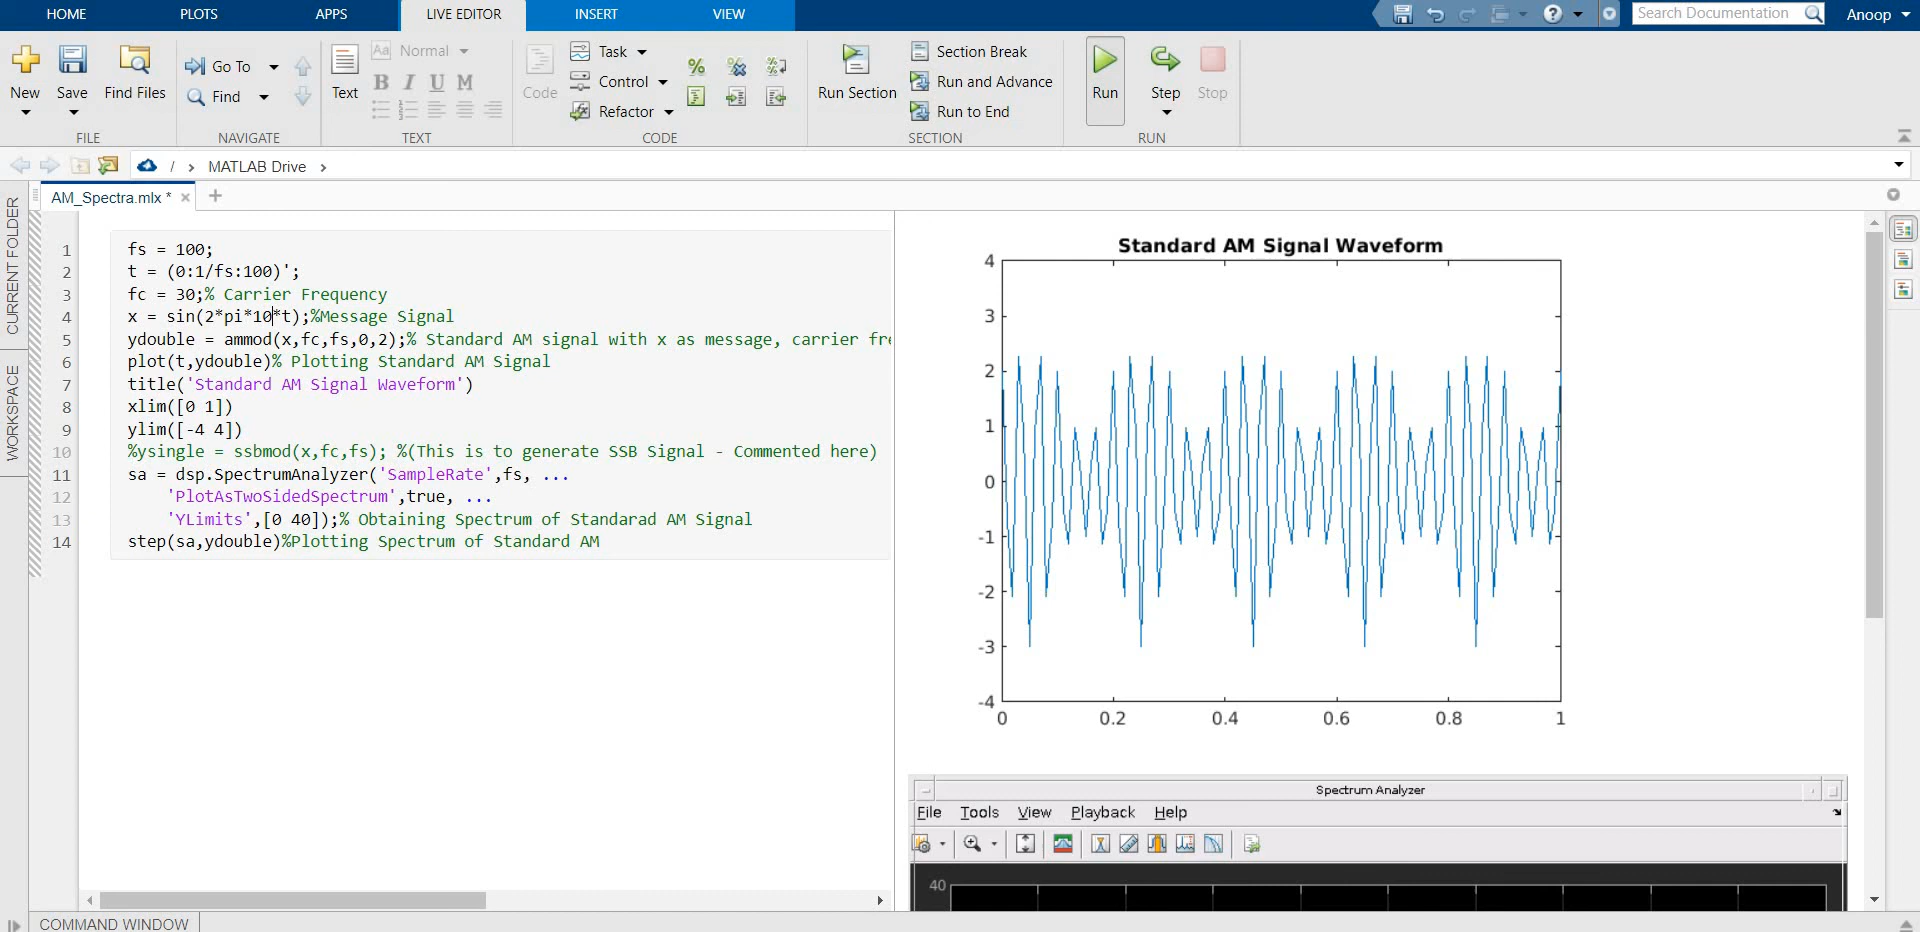 HOME PLOTS APPS LIVE EDITOR INSERT VIEW Search Documentation Anoop
New Save Find Files Go To Find Text Aa Normal B I U M Code Task Control Refactor Run Section Section Break Run and Advance Run to End Run Step Stop
FILE NAVIGATE TEXT CODE SECTION RUN
/ › MATLAB Drive ›
AM_Spectra.mlx * × +
CURRENT FOLDER
WORKSPACE
1 fs = 100;
2 t = (0:1/fs:100)';
3 fc = 30;% Carrier Frequency
4 x = sin(2*pi*10*t);%Message Signal
5 ydouble = ammod(x,fc,fs,0,2);% Standard AM signal with x as message, carrier fre
6 plot(t,ydouble)% Plotting Standard AM Signal
7 title('Standard AM Signal Waveform')
8 xlim([0 1])
9 ylim([-4 4])
10 %ysingle = ssbmod(x,fc,fs); %(This is to generate SSB Signal - Commented here)
11 sa = dsp.SpectrumAnalyzer('SampleRate',fs, ...
12 'PlotAsTwoSidedSpectrum',true, ...
13 'YLimits',[0 40]);% Obtaining Spectrum of Standarad AM Signal
14 step(sa,ydouble)%Plotting Spectrum of Standard AM
Standard AM Signal Waveform
4
3
2
1
0
-1
-2
-3
-4
0 0.2 0.4 0.6 0.8 1
Spectrum Analyzer
File Tools View Playback Help
40
COMMAND WINDOW